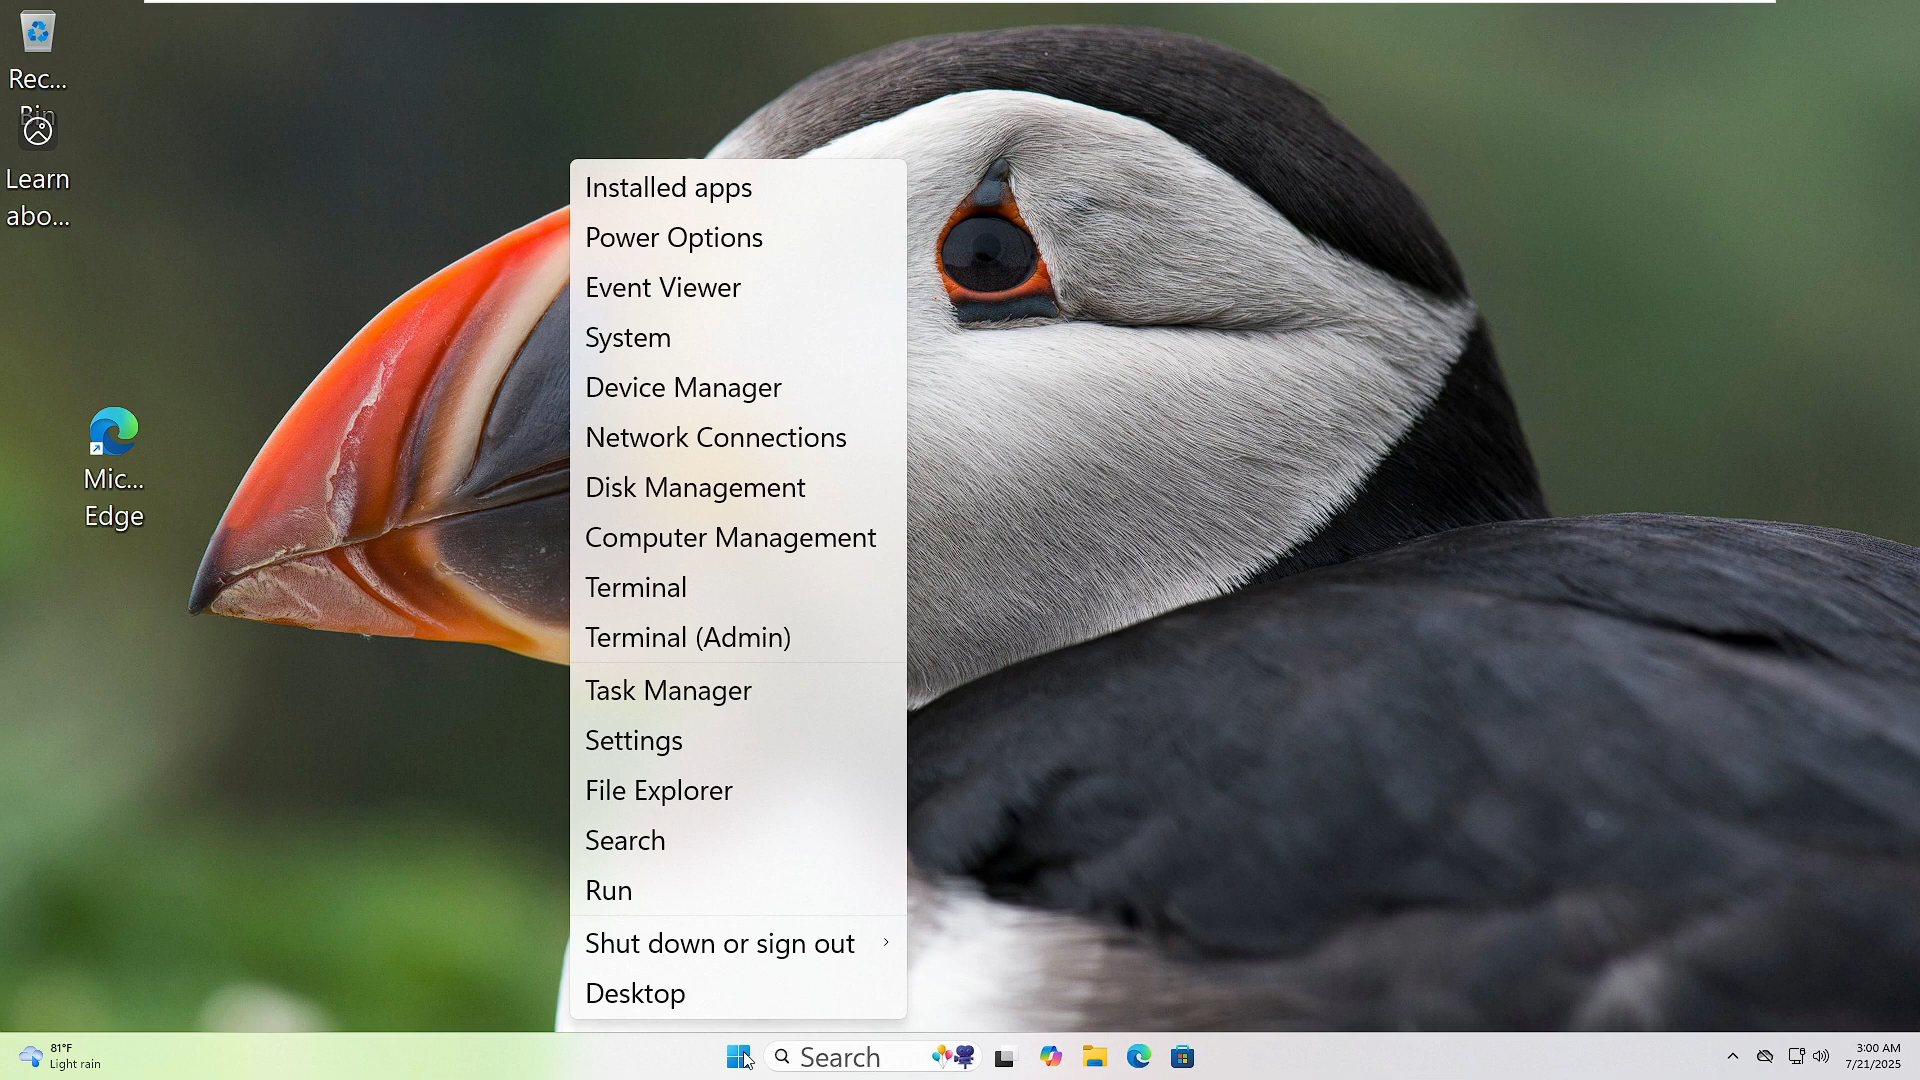 Rec...
Bin
Learn
abo...
Mic...
Edge
Installed apps
Power Options
Event Viewer
System
Device Manager
Network Connections
Disk Management
Computer Management
Terminal
Terminal (Admin)
Task Manager
Settings
File Explorer
Search
Run
Shut down or sign out
Desktop
81°F
Light rain
Search
3:00 AM
7/21/2025